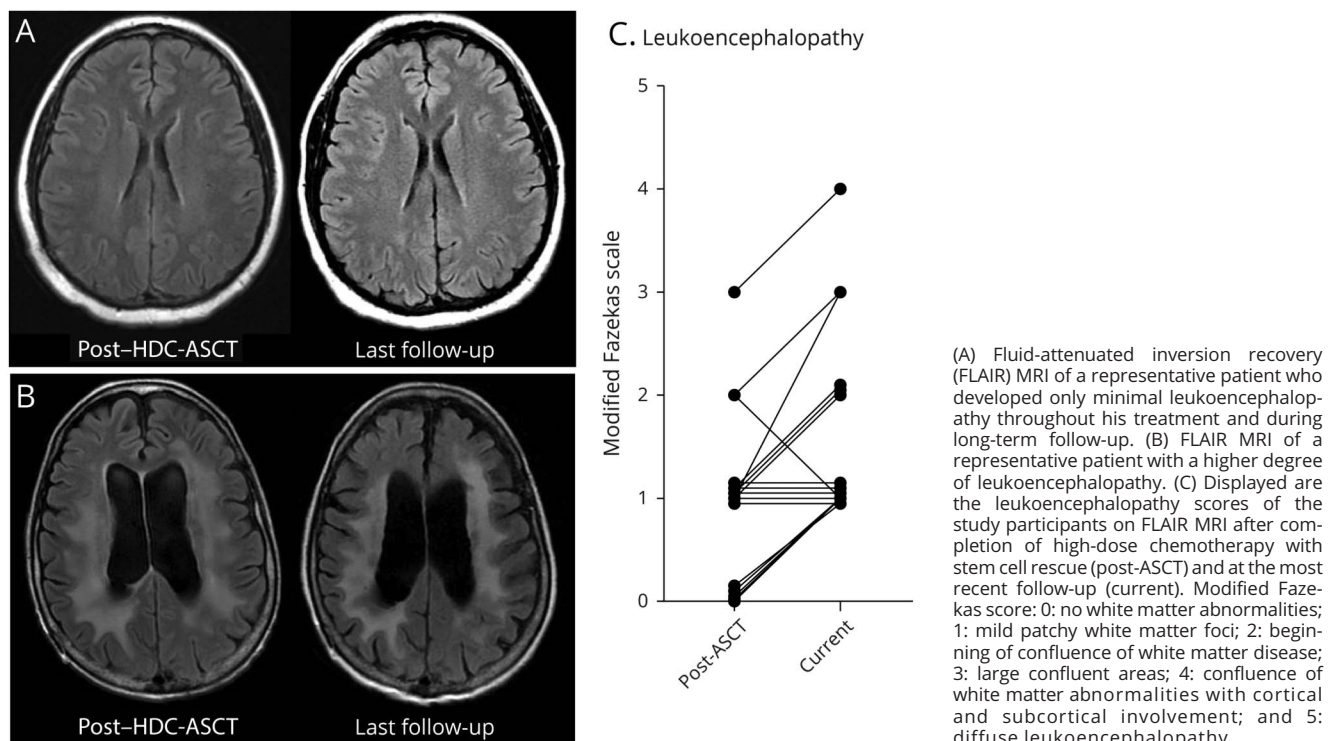 A
Post–HDC-ASCT
Last follow-up
B
Post–HDC-ASCT
Last follow-up
C. Leukoencephalopathy
Modified Fazekas scale
5
4
3
2
1
0
Post-ASCT
Current
(A) Fluid-attenuated inversion recovery
(FLAIR) MRI of a representative patient who
developed only minimal leukoencephalop-
athy throughout his treatment and during
long-term follow-up. (B) FLAIR MRI of a
representative patient with a higher degree
of leukoencephalopathy. (C) Displayed are
the leukoencephalopathy scores of the
study participants on FLAIR MRI after com-
pletion of high-dose chemotherapy with
stem cell rescue (post-ASCT) and at the most
recent follow-up (current). Modified Faze-
kas score: 0: no white matter abnormalities;
1: mild patchy white matter foci; 2: begin-
ning of confluence of white matter disease;
3: large confluent areas; 4: confluence of
white matter abnormalities with cortical
and subcortical involvement; and 5:
diffuse leukoencephalopathy